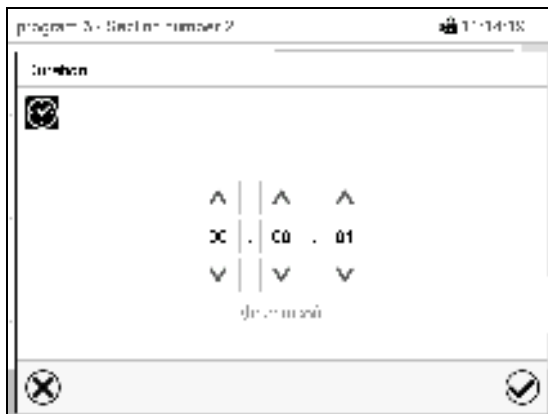 program 3 - Section number 2 11:14:18
Duration
00 . 00 . 01